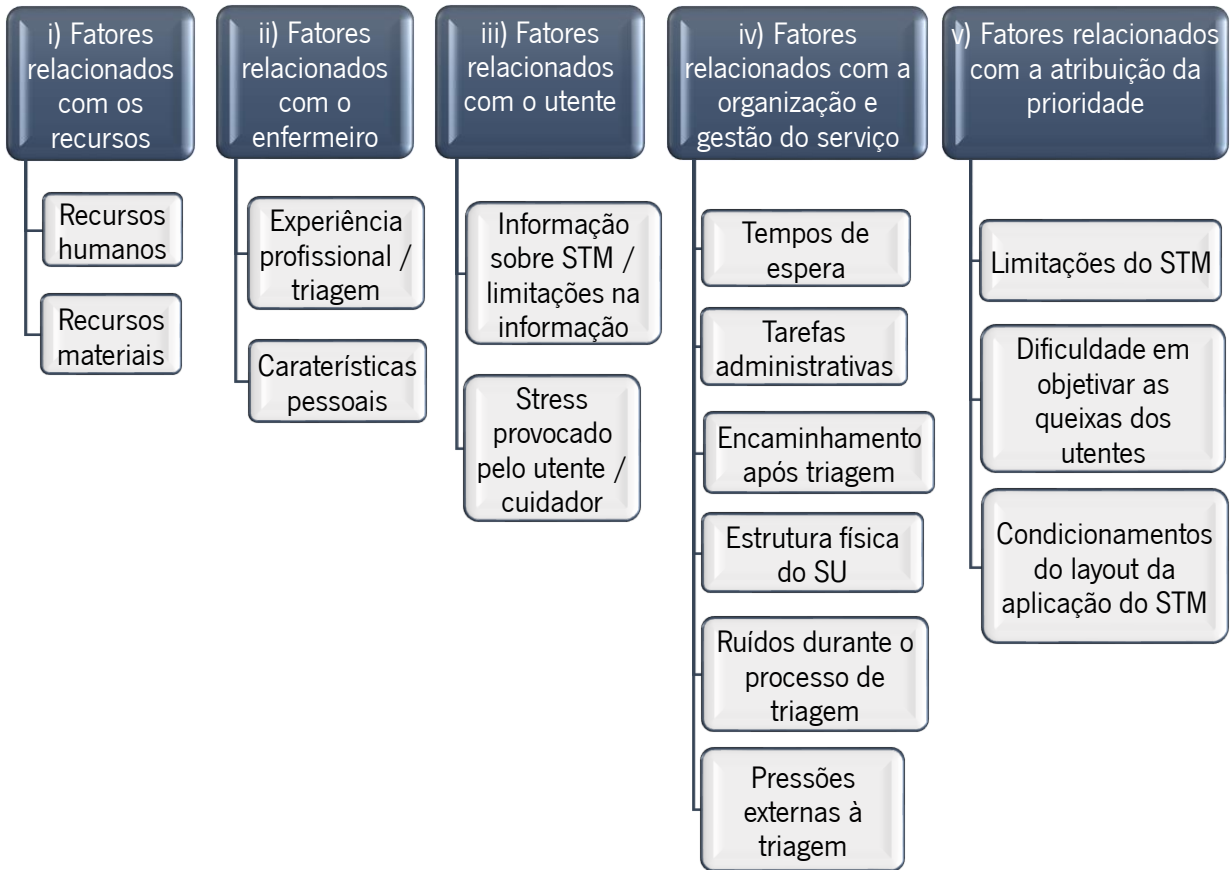 i) Fatores
relacionados
com os
recursos
Recursos
humanos
Recursos
materiais
ii) Fatores
relacionados
com o
enfermeiro
Experiência
profissional /
triagem
Caraterísticas
pessoais
iii) Fatores
relacionados
com o utente
Informação
sobre STM /
limitações na
informação
Stress
provocado
pelo utente /
cuidador
iv) Fatores
relacionados com a
organização e
gestão do serviço
Tempos de
espera
Tarefas
administrativas
Encaminhamento
após triagem
Estrutura física
do SU
Ruídos durante o
processo de
triagem
Pressões
externas à
triagem
v) Fatores relacionados
com a atribuição da
prioridade
Limitações do STM
Dificuldade em
objetivar as
queixas dos
utentes
Condicionamentos
do layout da
aplicação do STM